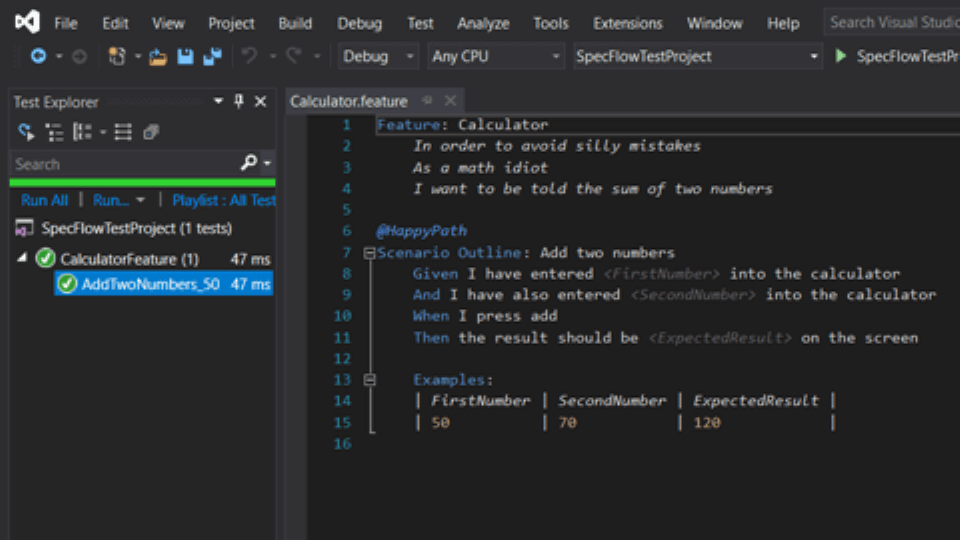 File Edit View Project Build Debug Test Analyze Tools Extensions Window Help Search Visual Studio
Debug Any CPU SpecFlowTestProject SpecFlowTestPr
Test Explorer
Search
Run All | Run... | Playlist : All Test
SpecFlowTestProject (1 tests)
CalculatorFeature (1) 47 ms
AddTwoNumbers_50 47 ms
Calculator.feature
1 Feature: Calculator
2 In order to avoid silly mistakes
3 As a math idiot
4 I want to be told the sum of two numbers
5
6 @HappyPath
7 Scenario Outline: Add two numbers
8 Given I have entered <FirstNumber> into the calculator
9 And I have also entered <SecondNumber> into the calculator
10 When I press add
11 Then the result should be <ExpectedResult> on the screen
12
13 Examples:
14 | FirstNumber | SecondNumber | ExpectedResult |
15 | 50 | 70 | 120 |
16